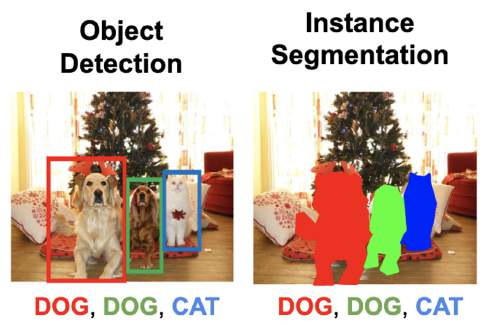 Object
Detection
Instance
Segmentation
DOG, DOG, CAT
DOG, DOG, CAT